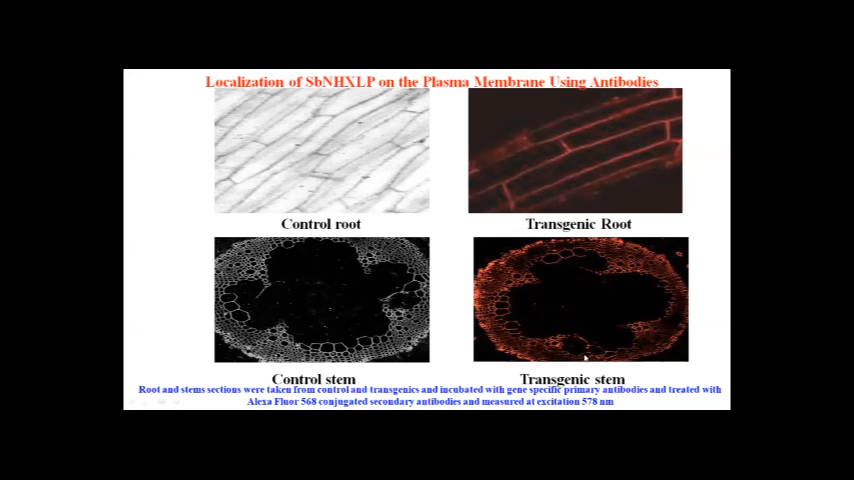 Localization of SbNHXLP on the Plasma Membrane Using Antibodies
Control root
Transgenic Root
Control stem
Transgenic stem
Root and stems sections were taken from control and transgenics and incubated with gene specific primary antibodies and treated with
Alexa Fluor 568 conjugated secondary antibodies and measured at excitation 578 nm